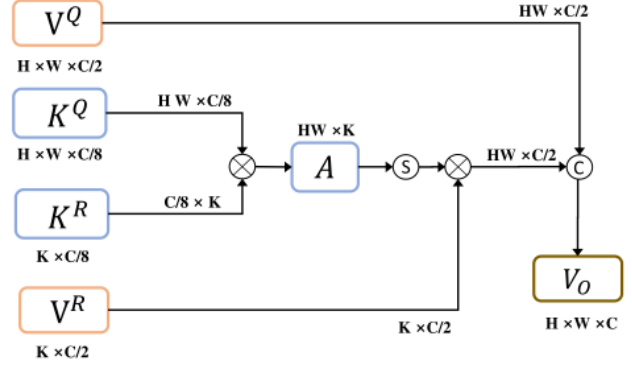 V^Q
HW ×C/2
H ×W ×C/2
K^Q
H W ×C/8
H ×W ×C/8
HW ×K
A
S
HW ×C/2
C
K^R
C/8 × K
K ×C/8
V_O
H ×W ×C
V^R
K ×C/2
K ×C/2